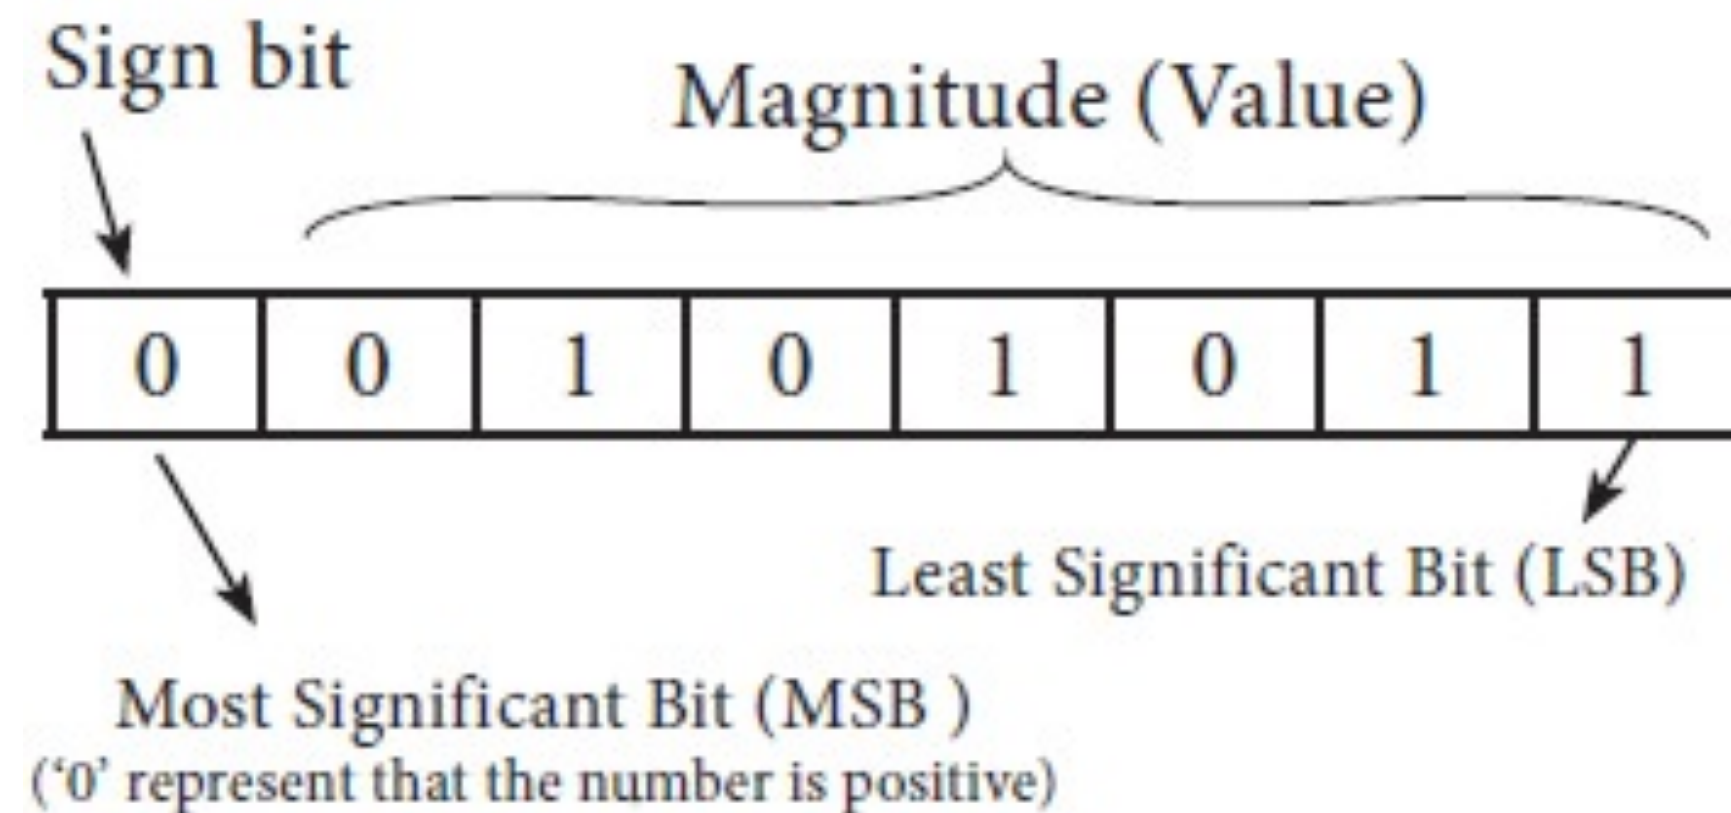 Sign bit
Magnitude (Value)
0 0 1 0 1 0 1 1
Least Significant Bit (LSB)
Most Significant Bit (MSB )
(‘0’ represent that the number is positive)